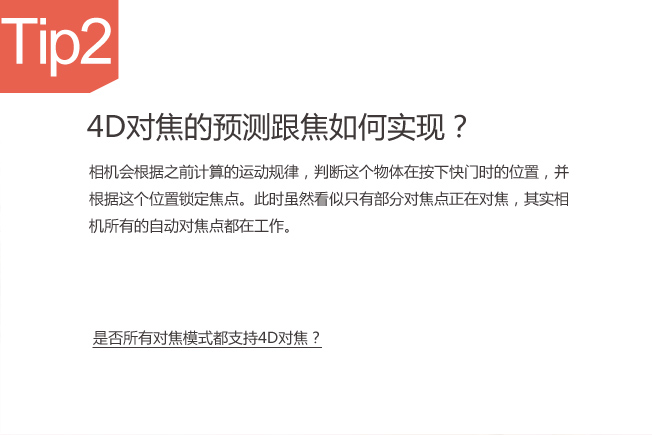 Tip2
4D对焦的预测跟焦如何实现？
相机会根据之前计算的运动规律，判断这个物体在按下快门时的位置，并
根据这个位置锁定焦点。此时虽然看似只有部分对焦点正在对焦，其实相
机所有的自动对焦点都在工作。
是否所有对焦模式都支持4D对焦？